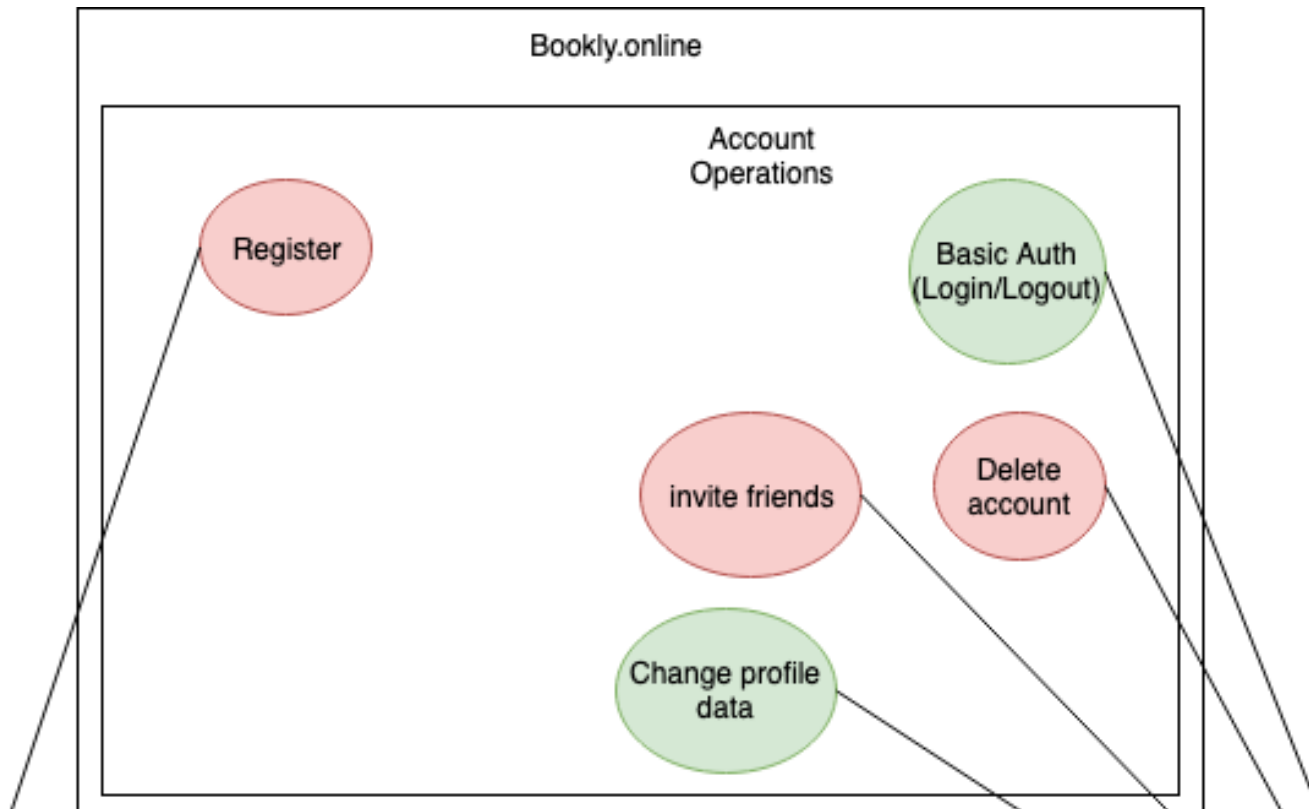 Bookly.online
Account
Operations
Register
Basic Auth
(Login/Logout)
invite friends
Delete
account
Change profile
data